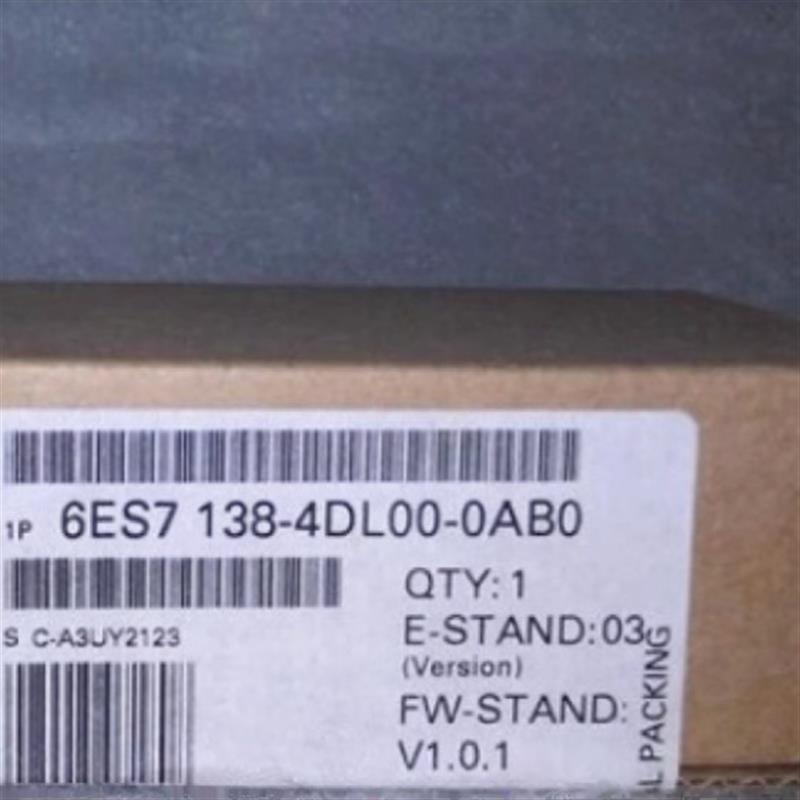 1P 6ES7 138-4DL00-0AB0
QTY: 1
S C-A3UY2123
E-STAND:03
(Version)
FW-STAND:
V1.0.1
PACKING